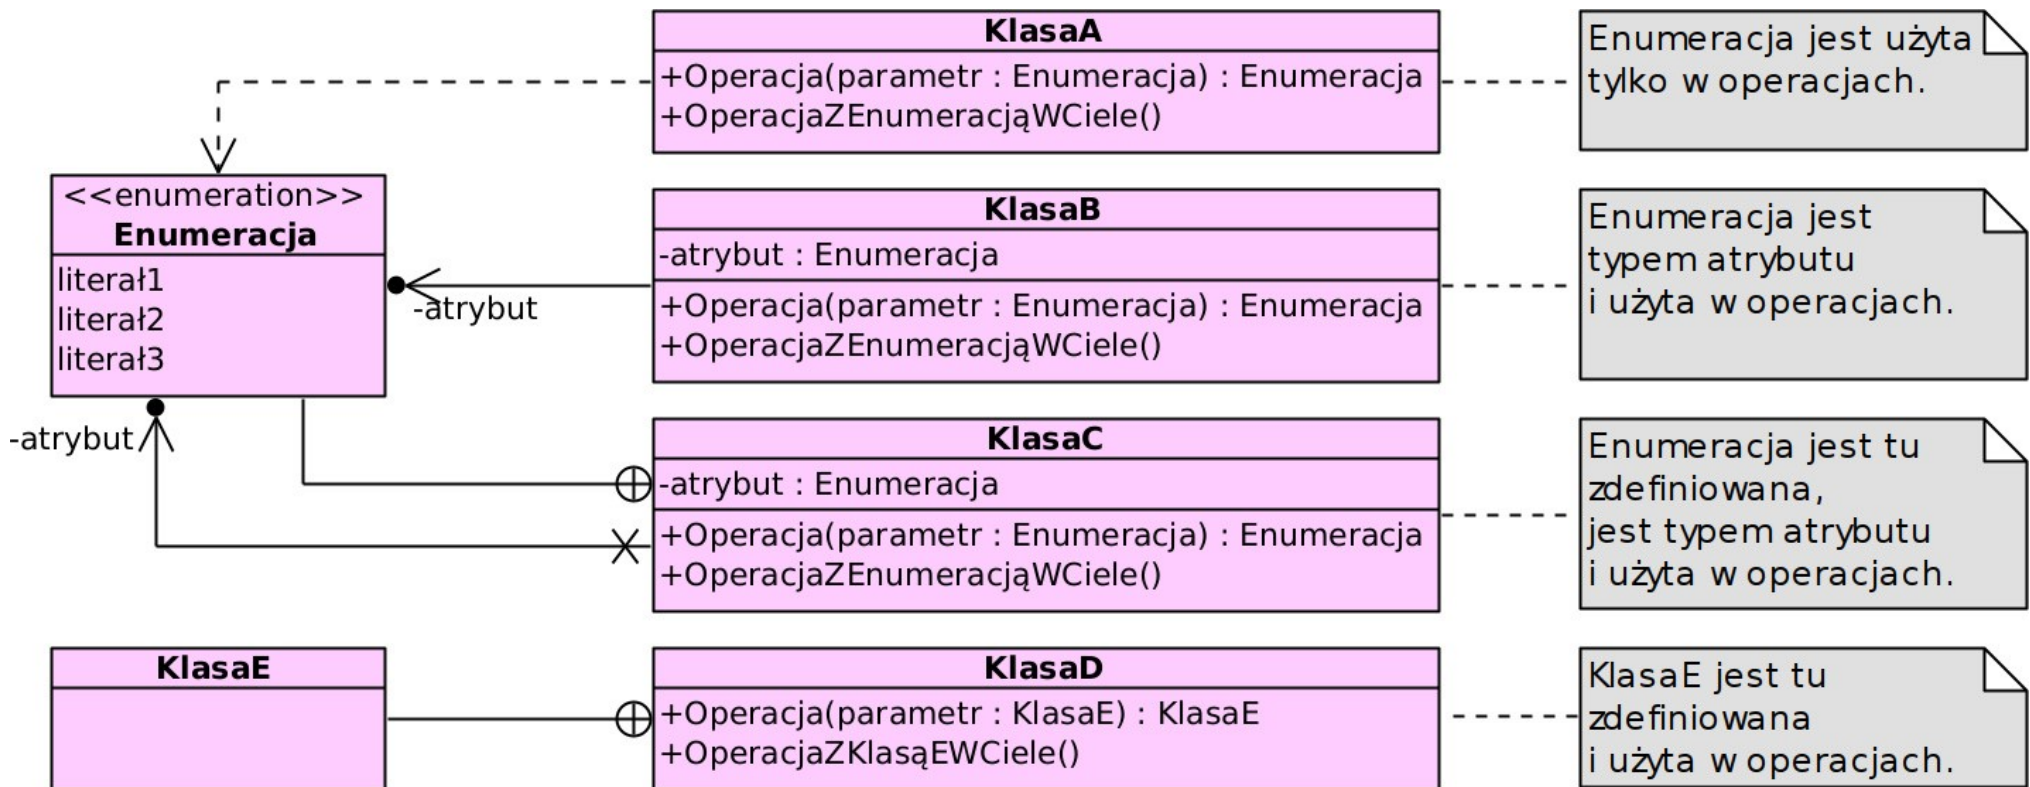 KlasaA
+Operacja(parametr : Enumeracja) : Enumeracja
+OperacjaZEnumeracjąWCiele()
Enumeracja jest użyta
tylko w operacjach.
<<enumeration>>
Enumeracja
literał1
literał2
literał3
-atrybut
KlasaB
-atrybut : Enumeracja
+Operacja(parametr : Enumeracja) : Enumeracja
+OperacjaZEnumeracjąWCiele()
Enumeracja jest
typem atrybutu
i użyta w operacjach.
-atrybut
KlasaC
-atrybut : Enumeracja
+Operacja(parametr : Enumeracja) : Enumeracja
+OperacjaZEnumeracjąWCiele()
Enumeracja jest tu
zdefiniowana,
jest typem atrybutu
i użyta w operacjach.
KlasaE
KlasaD
+Operacja(parametr : KlasaE) : KlasaE
+OperacjaZKlasąEWCiele()
KlasaE jest tu
zdefiniowana
i użyta w operacjach.